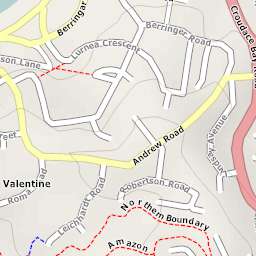 Berringar
Berringer Road
Croudace Bay
Lurnea Crescent
son Lane
Andrew Road
Avenue
eet
Valentine
Roma
Road
Leichhardt Road
Robertson Road
Northern Boundary
Amazon